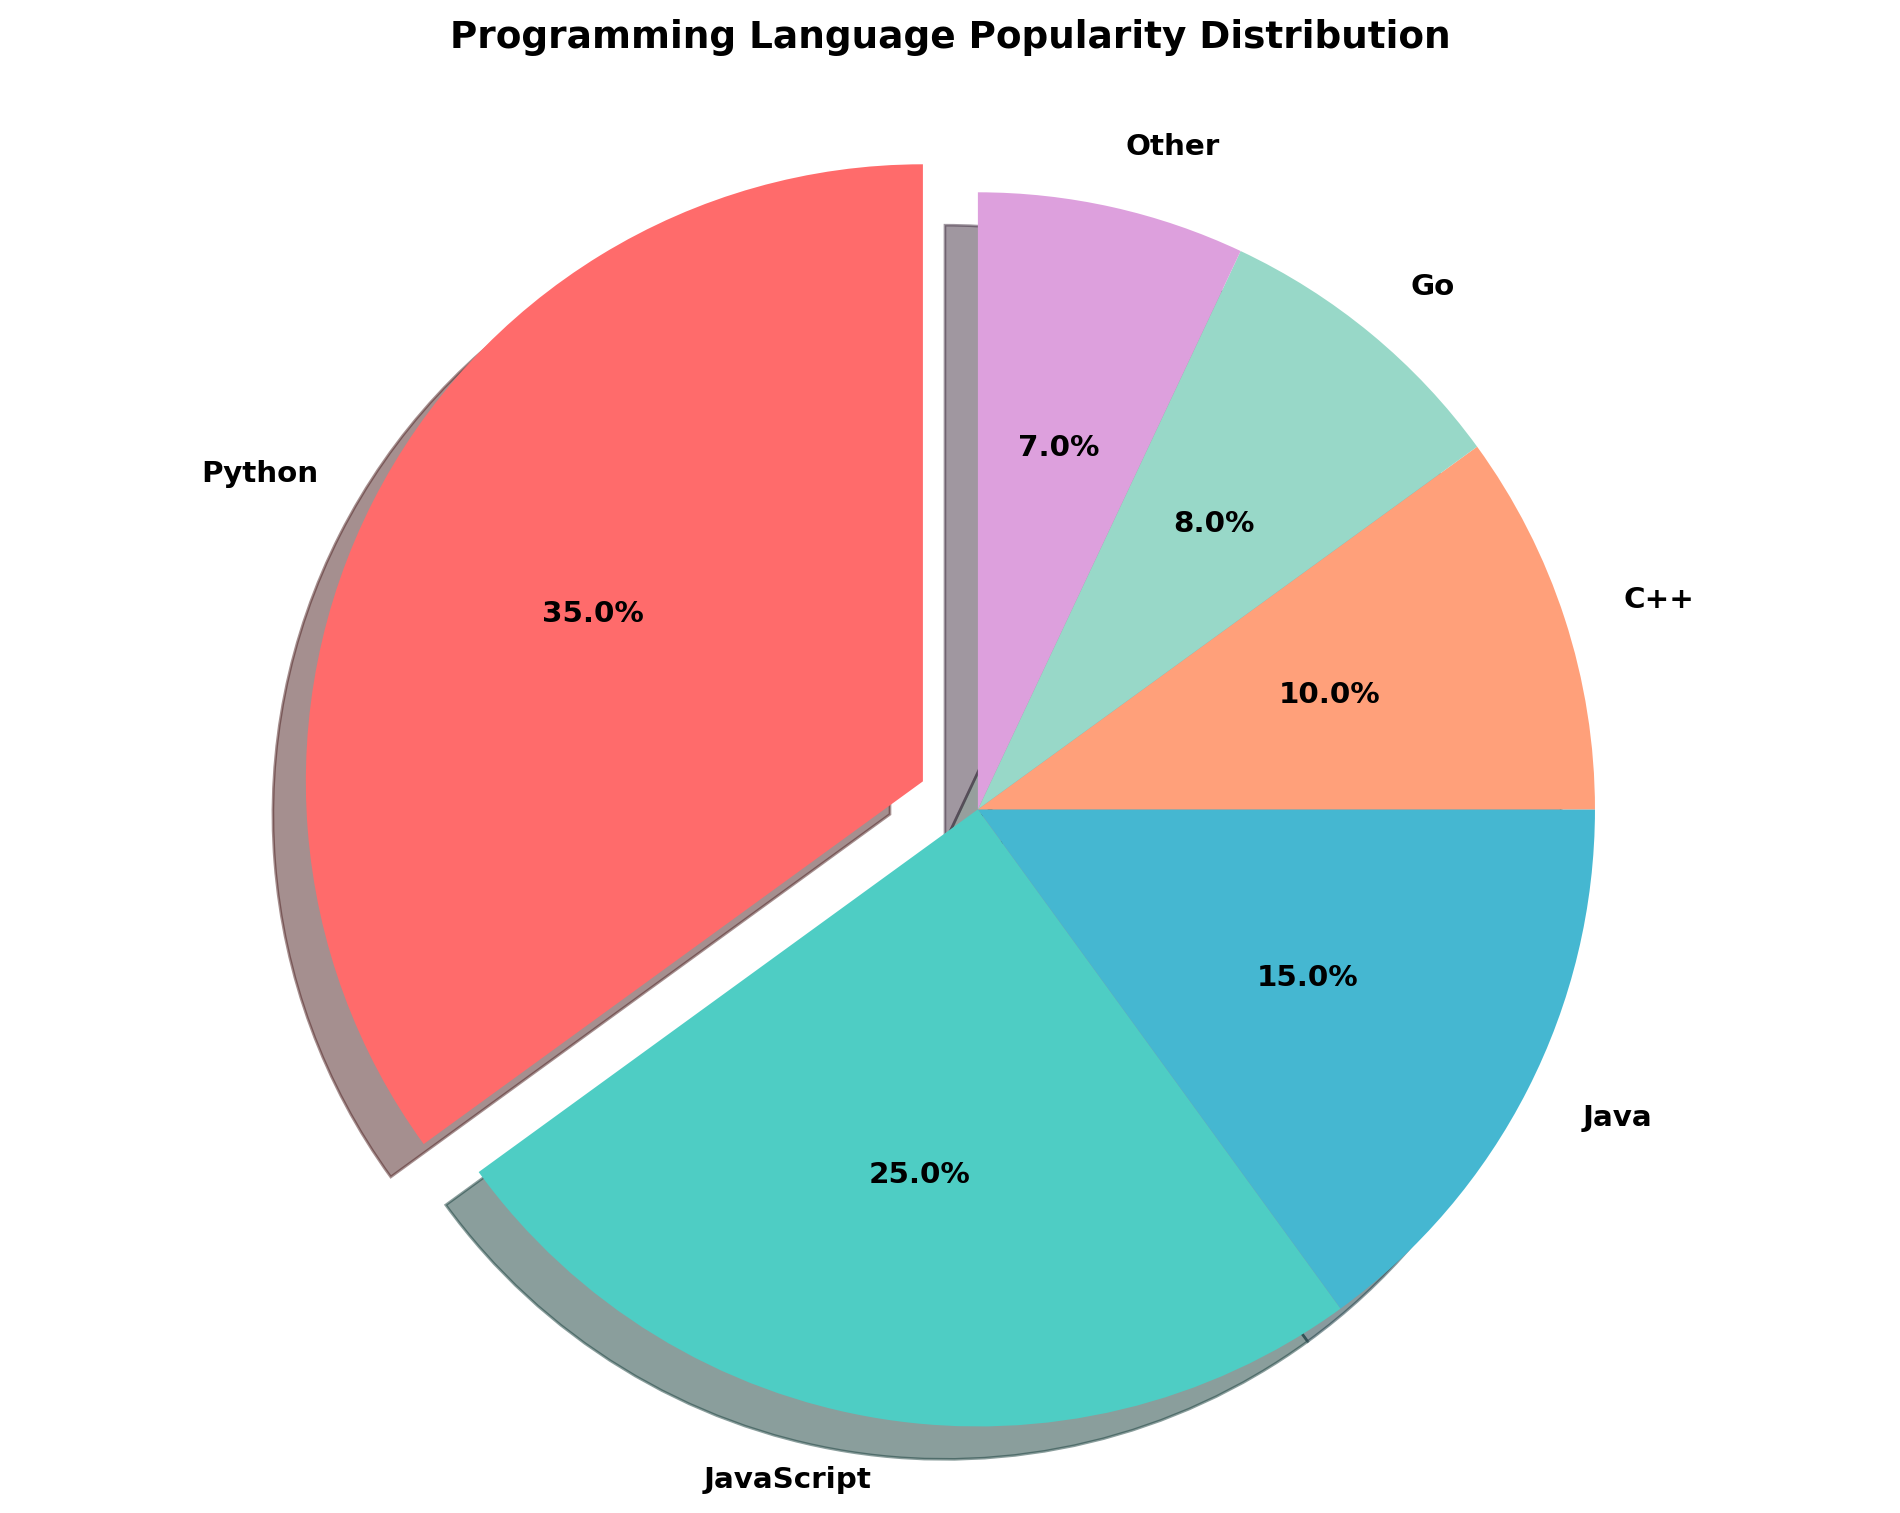 Programming Language Popularity Distribution
Other
Go
Python
C++
7.0%
8.0%
35.0%
10.0%
15.0%
Java
25.0%
JavaScript